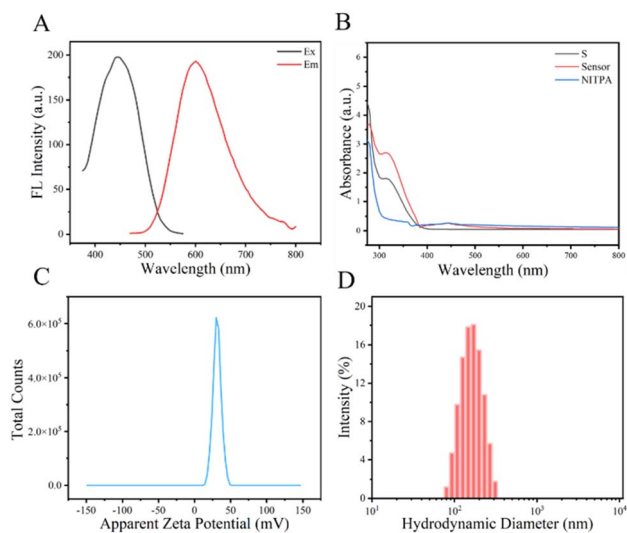 A
Ex
Em
200
150
100
50
0
400 500 600 700 800
FL Intensity (a.u.)
Wavelength (nm)
B
S
Sensor
NITPA
6
5
4
3
2
1
0
300 400 500 600 700 800
Absorbance (a.u.)
Wavelength (nm)
C
6.0×10⁵
4.0×10⁵
2.0×10⁵
0.0
-150 -100 -50 0 50 100 150
Total Counts
Apparent Zeta Potential (mV)
D
20
16
12
8
4
0
10¹ 10² 10³ 10⁴
Intensity (%)
Hydrodynamic Diameter (nm)